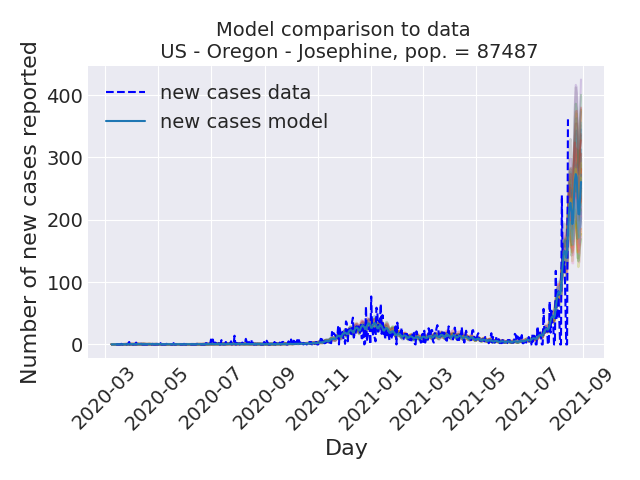 Model comparison to data
US - Oregon - Josephine, pop. = 87487
new cases data
new cases model
Number of new cases reported
400
300
200
100
0
2020-03
2020-05
2020-07
2020-09
2020-11
2021-01
2021-03
2021-05
2021-07
2021-09
Day